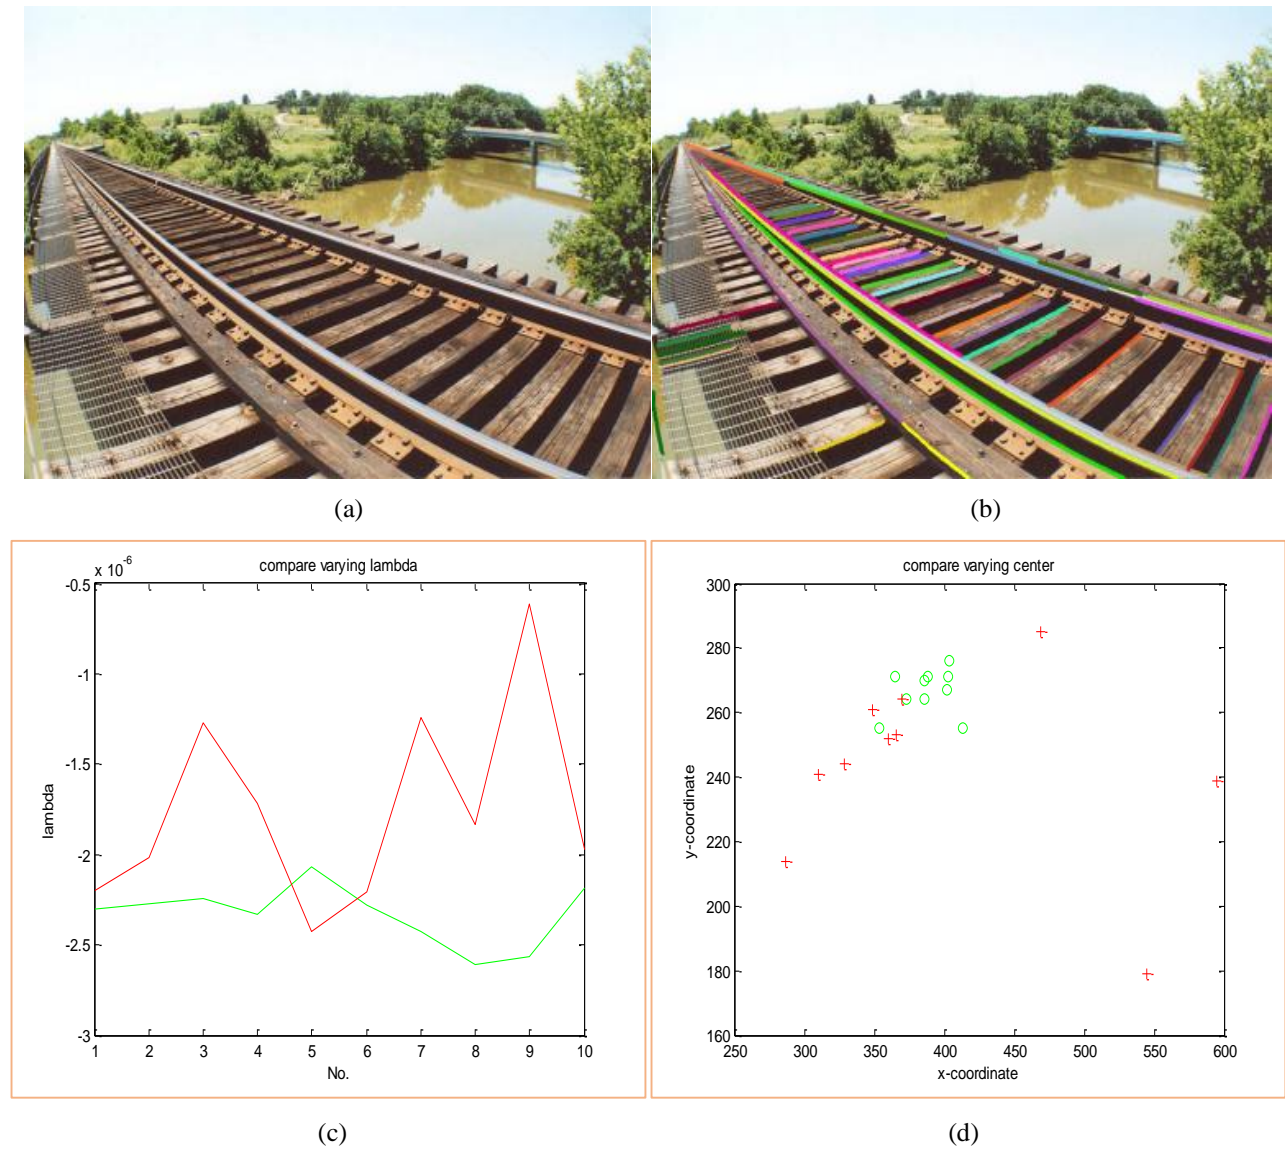 (a)
(b)
compare varying lambda
x 10^-6
-0.5
-1
-1.5
-2
-2.5
-3
lambda
1 2 3 4 5 6 7 8 9 10
No.
(c)
compare varying center
300
280
260
240
220
200
180
160
y-coordinate
250 300 350 400 450 500 550 600
x-coordinate
(d)